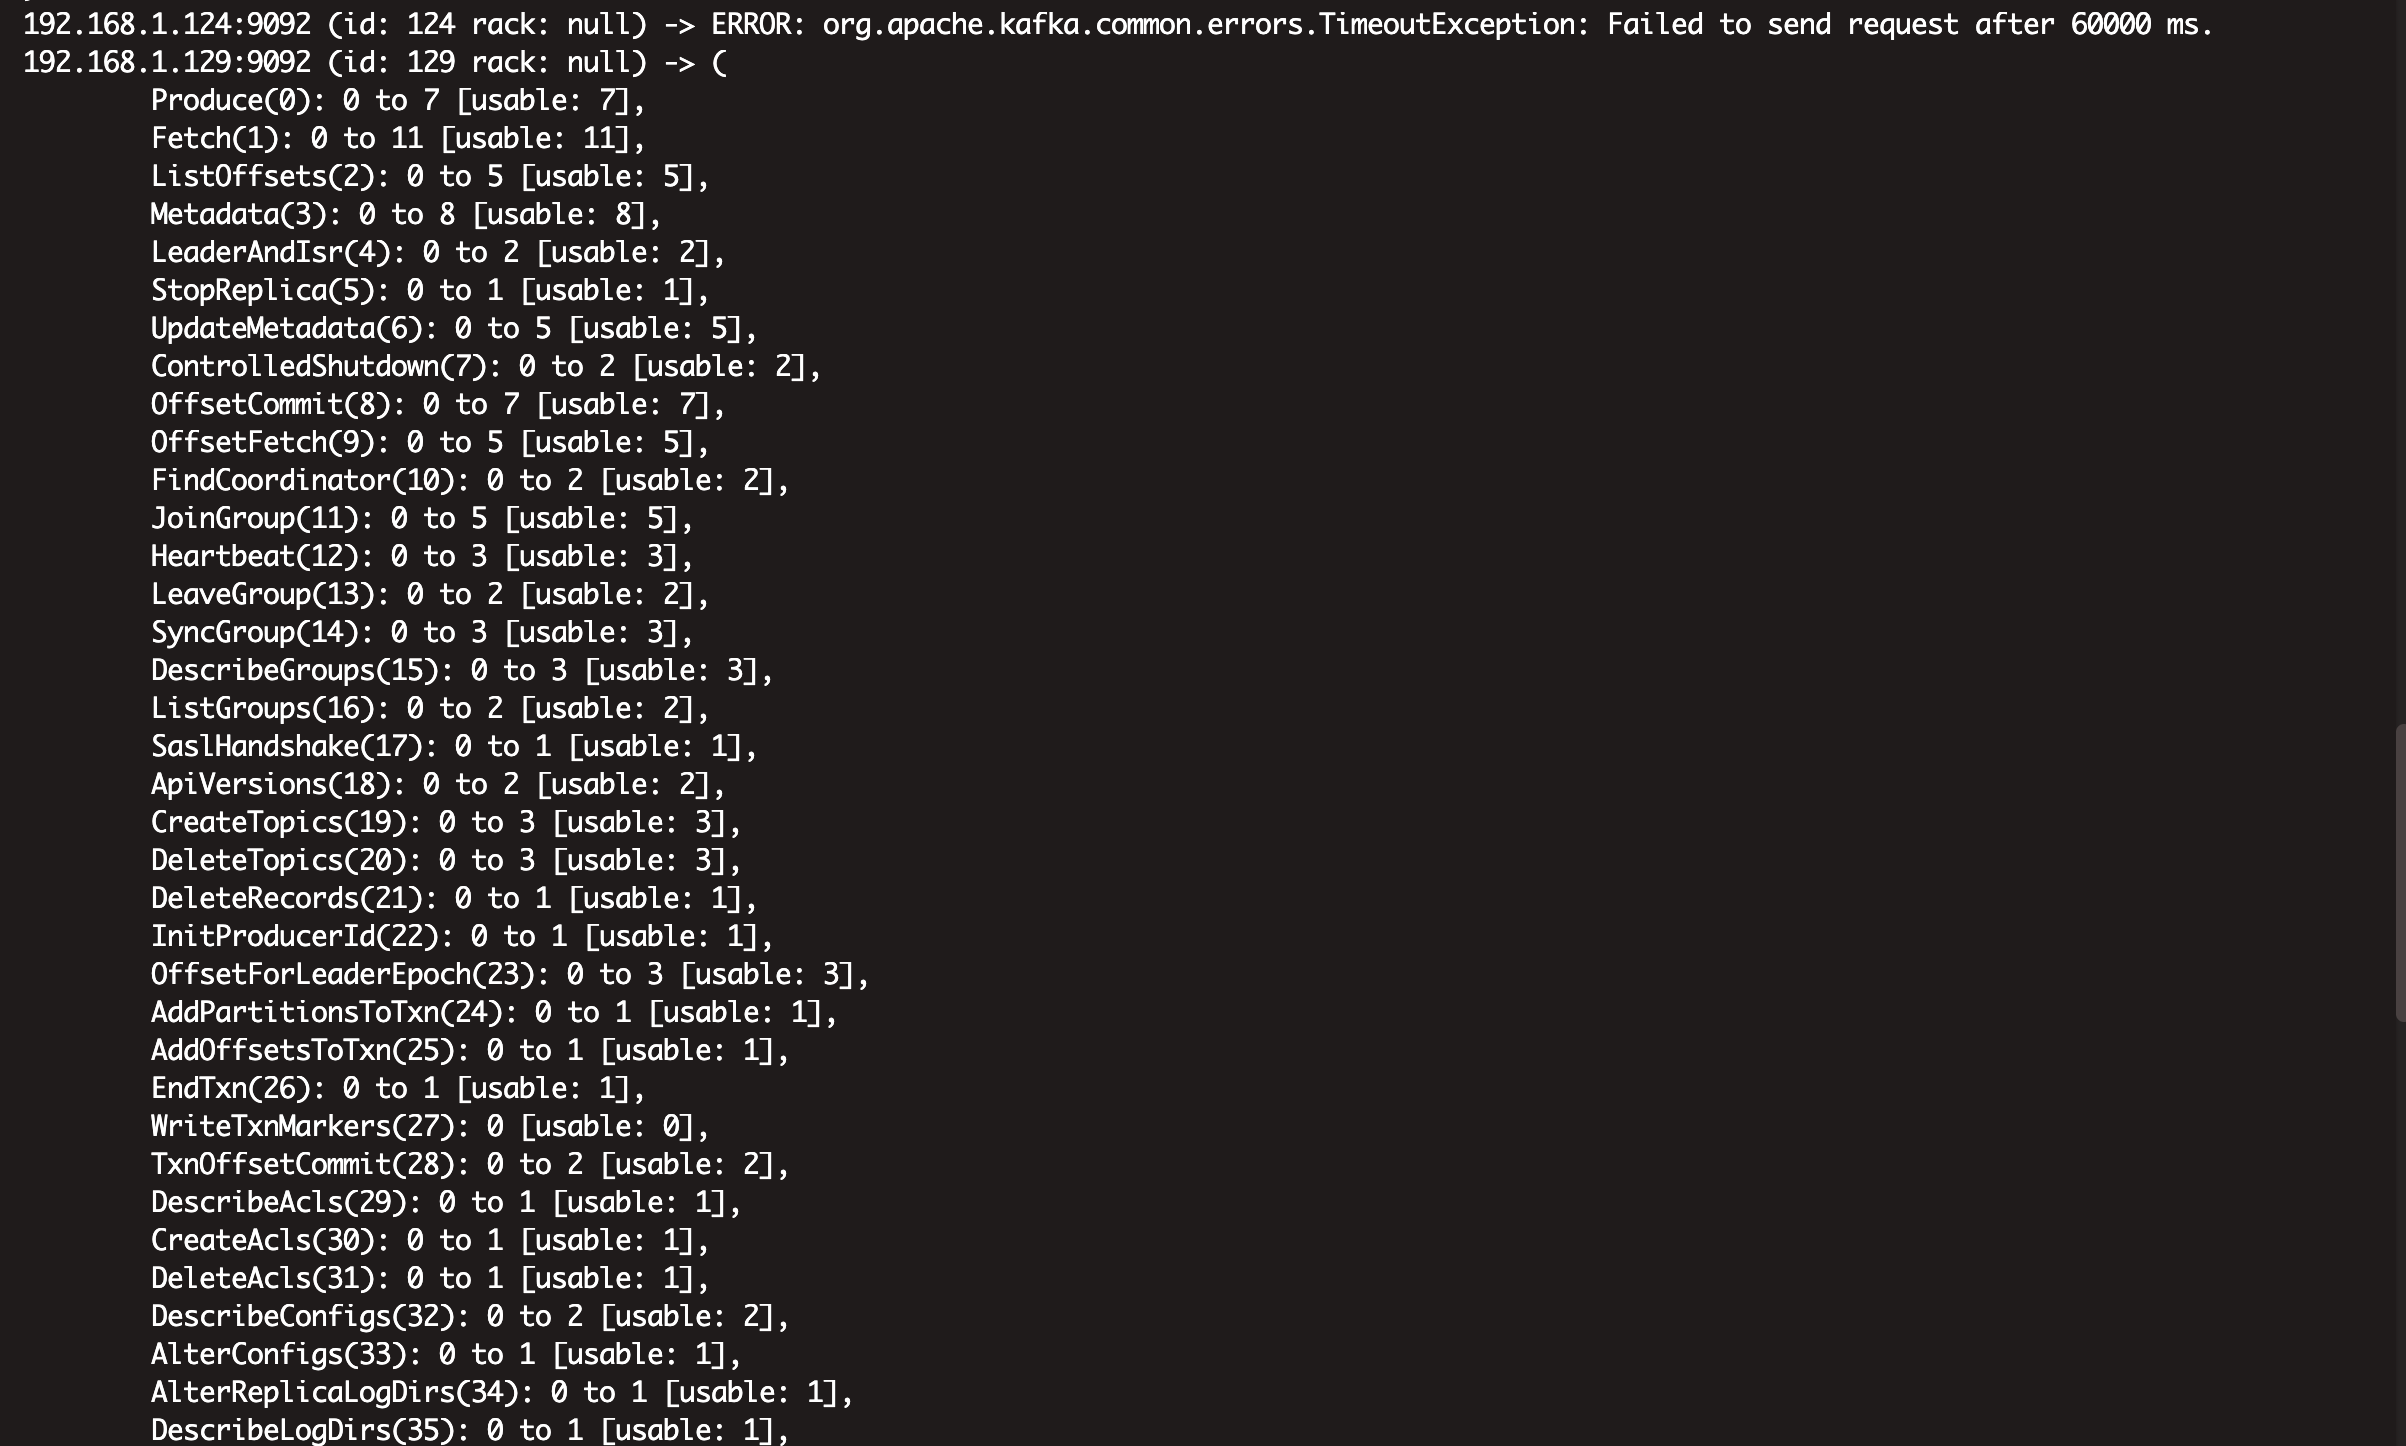 192.168.1.124:9092 (id: 124 rack: null) -> ERROR: org.apache.kafka.common.errors.TimeoutException: Failed to send request after 60000 ms.
192.168.1.129:9092 (id: 129 rack: null) -> (
Produce(0): 0 to 7 [usable: 7],
Fetch(1): 0 to 11 [usable: 11],
ListOffsets(2): 0 to 5 [usable: 5],
Metadata(3): 0 to 8 [usable: 8],
LeaderAndIsr(4): 0 to 2 [usable: 2],
StopReplica(5): 0 to 1 [usable: 1],
UpdateMetadata(6): 0 to 5 [usable: 5],
ControlledShutdown(7): 0 to 2 [usable: 2],
OffsetCommit(8): 0 to 7 [usable: 7],
OffsetFetch(9): 0 to 5 [usable: 5],
FindCoordinator(10): 0 to 2 [usable: 2],
JoinGroup(11): 0 to 5 [usable: 5],
Heartbeat(12): 0 to 3 [usable: 3],
LeaveGroup(13): 0 to 2 [usable: 2],
SyncGroup(14): 0 to 3 [usable: 3],
DescribeGroups(15): 0 to 3 [usable: 3],
ListGroups(16): 0 to 2 [usable: 2],
SaslHandshake(17): 0 to 1 [usable: 1],
ApiVersions(18): 0 to 2 [usable: 2],
CreateTopics(19): 0 to 3 [usable: 3],
DeleteTopics(20): 0 to 3 [usable: 3],
DeleteRecords(21): 0 to 1 [usable: 1],
InitProducerId(22): 0 to 1 [usable: 1],
OffsetForLeaderEpoch(23): 0 to 3 [usable: 3],
AddPartitionsToTxn(24): 0 to 1 [usable: 1],
AddOffsetsToTxn(25): 0 to 1 [usable: 1],
EndTxn(26): 0 to 1 [usable: 1],
WriteTxnMarkers(27): 0 [usable: 0],
TxnOffsetCommit(28): 0 to 2 [usable: 2],
DescribeAcls(29): 0 to 1 [usable: 1],
CreateAcls(30): 0 to 1 [usable: 1],
DeleteAcls(31): 0 to 1 [usable: 1],
DescribeConfigs(32): 0 to 2 [usable: 2],
AlterConfigs(33): 0 to 1 [usable: 1],
AlterReplicaLogDirs(34): 0 to 1 [usable: 1],
DescribeLogDirs(35): 0 to 1 [usable: 1],